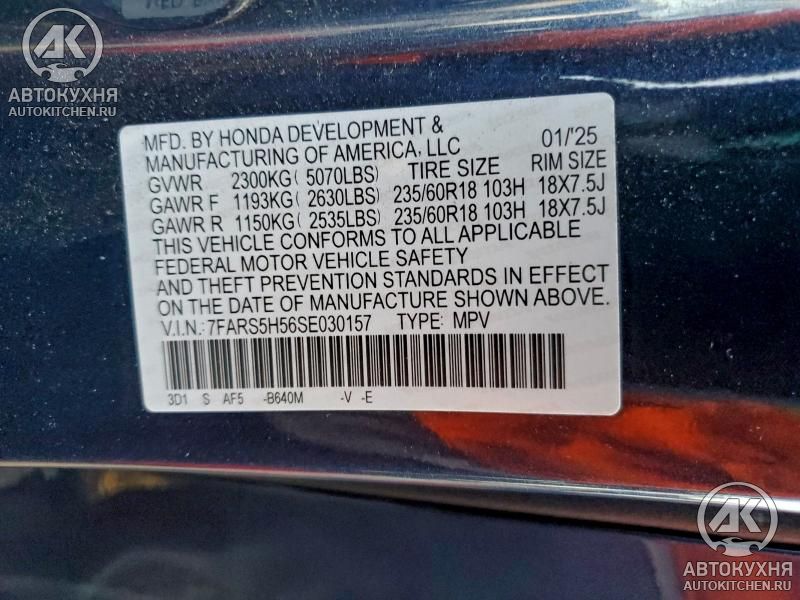 AK
АВТОКУХНЯ
AUTOKITCHEN.RU
MFD. BY HONDA DEVELOPMENT &
MANUFACTURING OF AMERICA, LLC 01/'25
GVWR 2300KG( 5070LBS) TIRE SIZE RIM SIZE
GAWR F 1193KG( 2630LBS) 235/60R18 103H 18X7.5J
GAWR R 1150KG( 2535LBS) 235/60R18 103H 18X7.5J
THIS VEHICLE CONFORMS TO ALL APPLICABLE
FEDERAL MOTOR VEHICLE SAFETY
AND THEFT PREVENTION STANDARDS IN EFFECT
ON THE DATE OF MANUFACTURE SHOWN ABOVE.
V.I.N.: 7FARS5H56SE030157 TYPE: MPV
3D1 S AF5 -B640M -V -E
AK
АВТОКУХНЯ
AUTOKITCHEN.RU